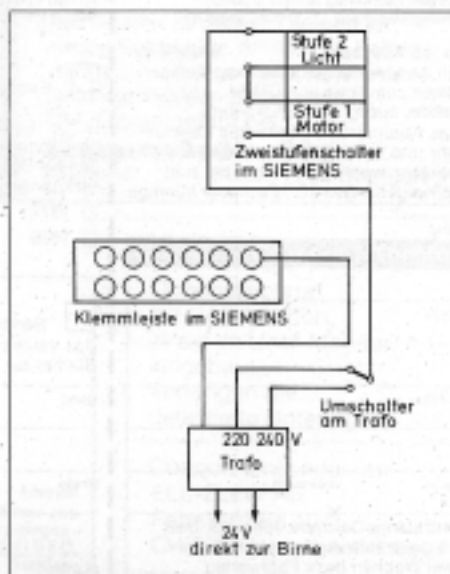 Stufe 2
Licht
Stufe 1
Motor
Zweistufenschalter
im SIEMENS
Klemmleiste im SIEMENS
Umschalter
am Trafo
220 240 V
Trafo
24V
direkt zur Birne